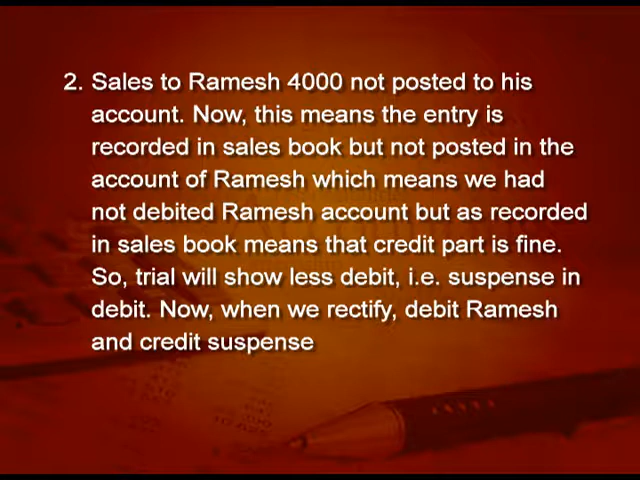 2. Sales to Ramesh 4000 not posted to his
account. Now, this means the entry is
recorded in sales book but not posted in the
account of Ramesh which means we had
not debited Ramesh account but as recorded
in sales book means that credit part is fine.
So, trial will show less debit, i.e. suspense in
debit. Now, when we rectify, debit Ramesh
and credit suspense